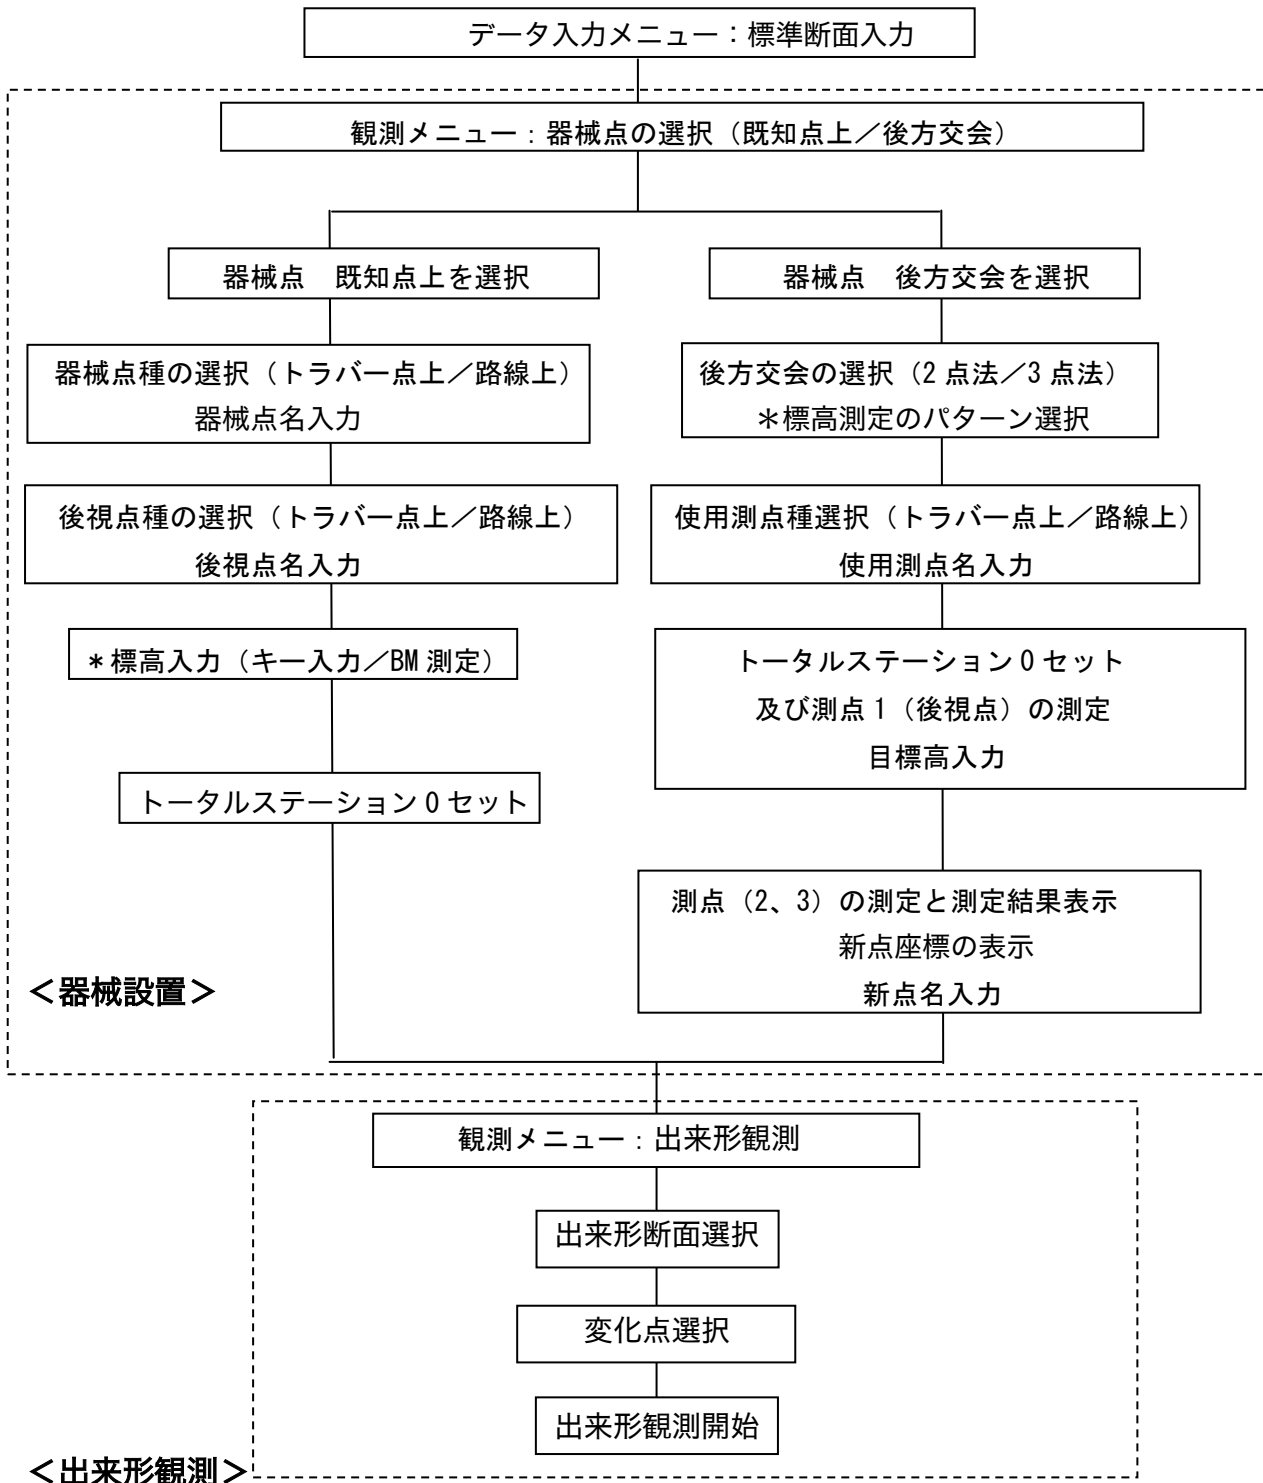 データ入力メニュー：標準断面入力
観測メニュー：器械点の選択（既知点上／後方交会）
器械点　既知点上を選択
器械点種の選択（トラバー点上／路線上）
器械点名入力
後視点種の選択（トラバー点上／路線上）
後視点名入力
＊標高入力（キー入力／BM 測定）
トータルステーション 0 セット
器械点　後方交会を選択
後方交会の選択（2 点法／3 点法）
＊標高測定のパターン選択
使用測点種選択（トラバー点上／路線上）
使用測点名入力
トータルステーション 0 セット
及び測点 1（後視点）の測定
目標高入力
測点（2、3）の測定と測定結果表示
新点座標の表示
新点名入力
＜器械設置＞
観測メニュー：出来形観測
出来形断面選択
変化点選択
出来形観測開始
＜出来形観測＞